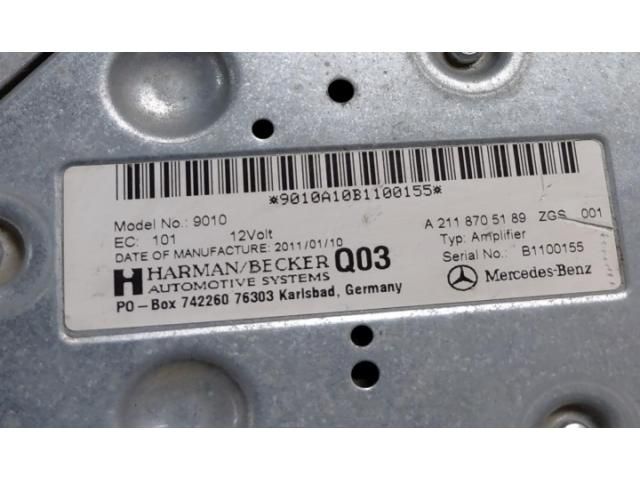 *9010A10B1100155*
Model No.: 9010
EC: 101 12Volt
DATE OF MANUFACTURE: 2011/01/10
HARMAN/BECKER Q03
AUTOMOTIVE SYSTEMS
PO-Box 742260 76303 Karlsbad, Germany
A 211 870 51 89 ZGS 001
Typ: Amplifier
Serial No.: B1100155
Mercedes-Benz